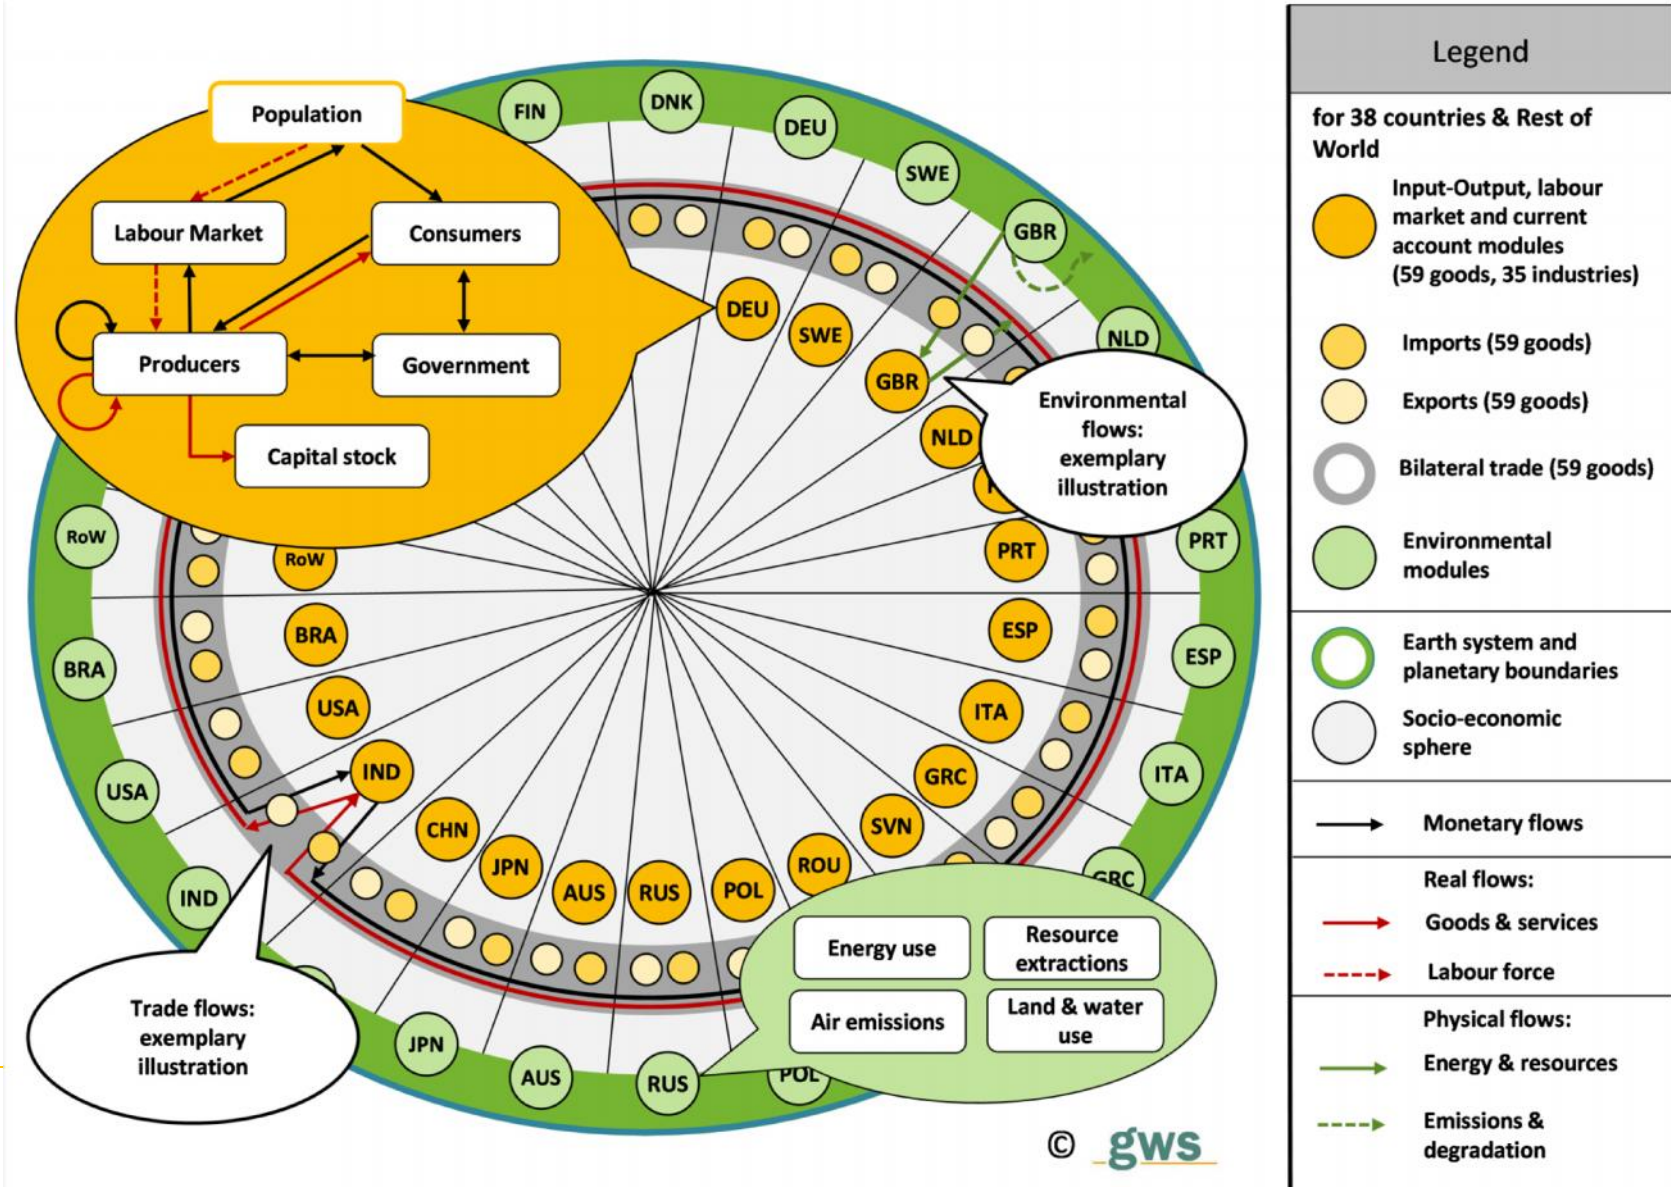 Population
Labour Market
Consumers
Producers
Government
Capital stock
FIN
DNK
DEU
SWE
GBR
NLD
PRT
ESP
ITA
GRC
POL
RUS
AUS
JPN
IND
USA
BRA
RoW
DEU
SWE
GBR
NLD
PRT
ESP
ITA
GRC
SVN
ROU
POL
RUS
AUS
JPN
CHN
IND
USA
BRA
RoW
Environmental
flows:
exemplary
illustration
Trade flows:
exemplary
illustration
Energy use
Resource
extractions
Air emissions
Land & water
use
© gws
Legend
for 38 countries & Rest of
World
Input-Output, labour
market and current
account modules
(59 goods, 35 industries)
Imports (59 goods)
Exports (59 goods)
Bilateral trade (59 goods)
Environmental
modules
Earth system and
planetary boundaries
Socio-economic
sphere
Monetary flows
Real flows:
Goods & services
Labour force
Physical flows:
Energy & resources
Emissions &
degradation